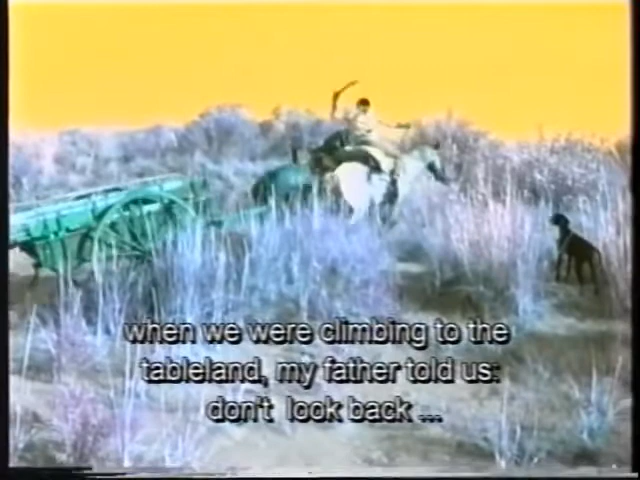 when we were climbing to the
tableland, my father told us:
don't look back ...